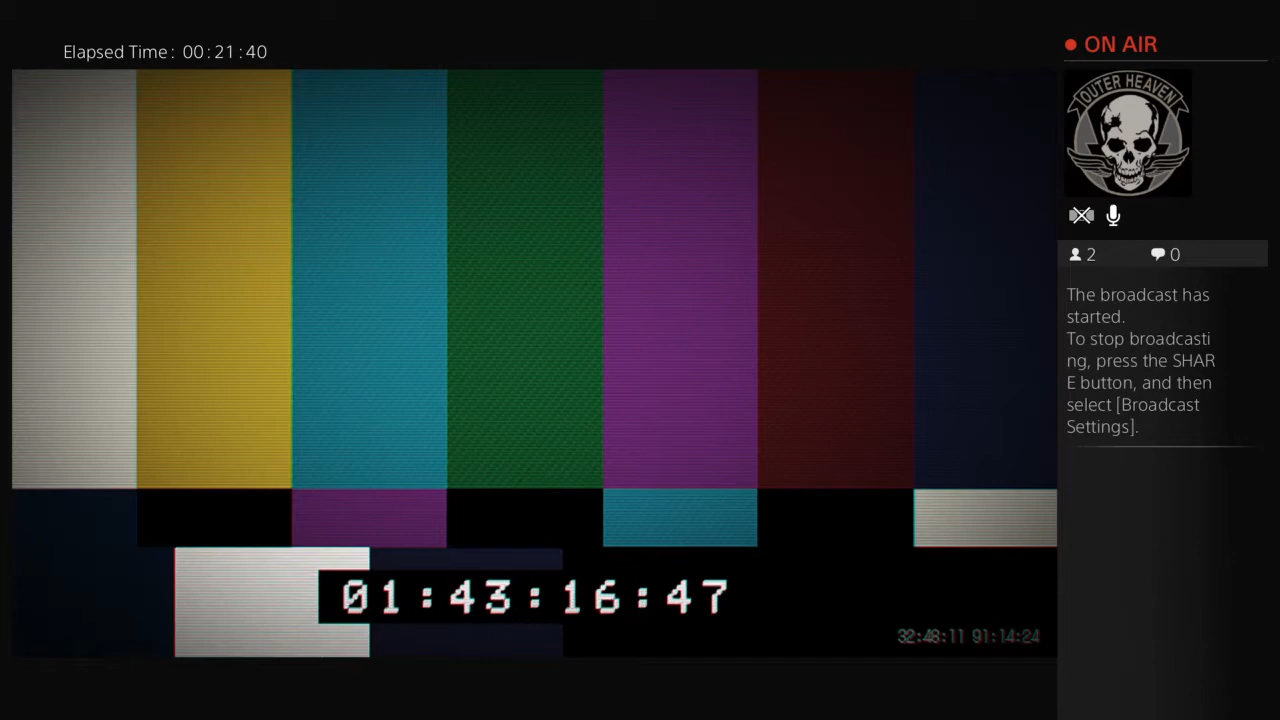 Elapsed Time: 00:21:40
ON AIR
OUTER HEAVEN
2 0
The broadcast has
started.
To stop broadcasti
ng, press the SHAR
E button, and then
select [Broadcast
Settings].
01:43:16:47
32:48:11 91:14:24